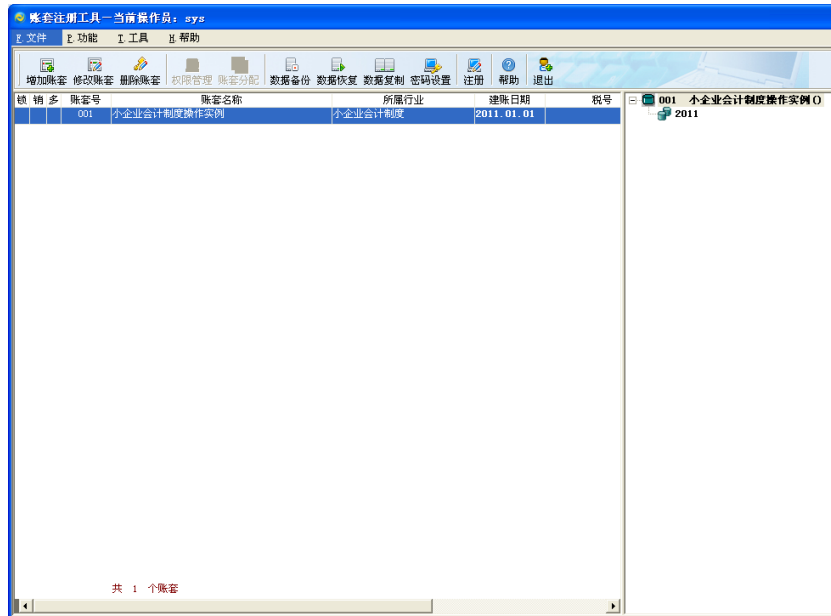 账套注册工具—当前操作员：sys
F.文件 P.功能 T.工具 H.帮助
增加账套 修改账套 删除账套 权限管理 账套分配 数据备份 数据恢复 数据复制 密码设置 注册 帮助 退出
锁 销 多 账套号 账套名称 所属行业 建账日期 税号
001 小企业会计制度操作实例 小企业会计制度 2011.01.01
001 小企业会计制度操作实例()
2011
共 1 个账套